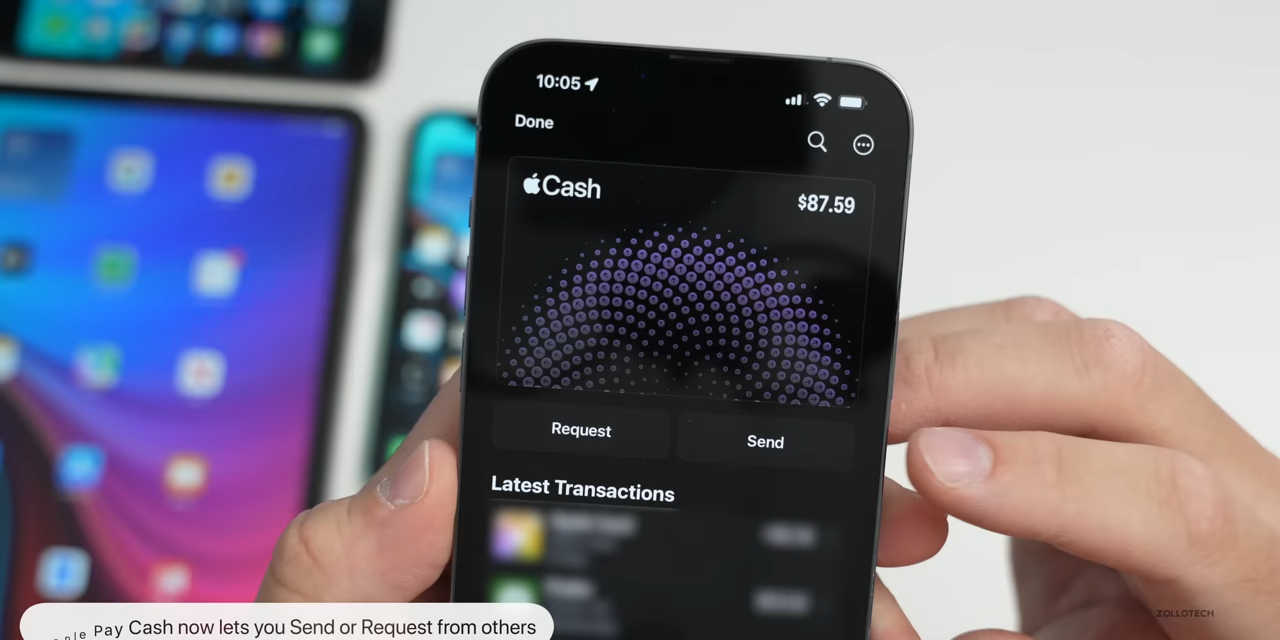 10:05
Done
Cash
$87.59
Request
Send
Latest Transactions
Pay Cash now lets you Send or Request from others
ZOLLOTECH